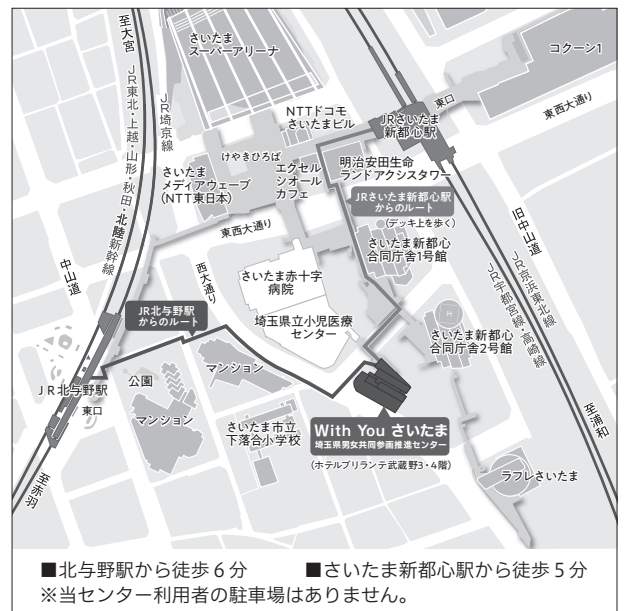 至大宮
JR東北・上越・山形・秋田・北陸新幹線
JR埼京線
さいたま
スーパーアリーナ
コクーン1
東口
東西大通り
NTTドコモ
さいたまビル
JRさいたま
新都心駅
けやきひろば
エクセル
シオール
カフェ
明治安田生命
ランドアクシスタワー
さいたま
メディアウェーブ
(NTT東日本)
JRさいたま新都心駅
からのルート
(デッキ上を歩く)
東西大通り
旧中山道
中山道
西大通り
さいたま新都心
合同庁舎1号館
さいたま赤十字
病院
JR京浜東北線
JR宇都宮線・高崎線
JR北与野駅
からのルート
埼玉県立小児医療
センター
H
さいたま新都心
合同庁舎2号館
JR北与野駅
東口
公園
マンション
マンション
さいたま市立
下落合小学校
With You さいたま
埼玉県男女共同参画推進センター
(ホテルブリランテ武蔵野3・4階)
至浦和
ラフレさいたま
至赤羽
■北与野駅から徒歩6分 ■さいたま新都心駅から徒歩5分
※当センター利用者の駐車場はありません。